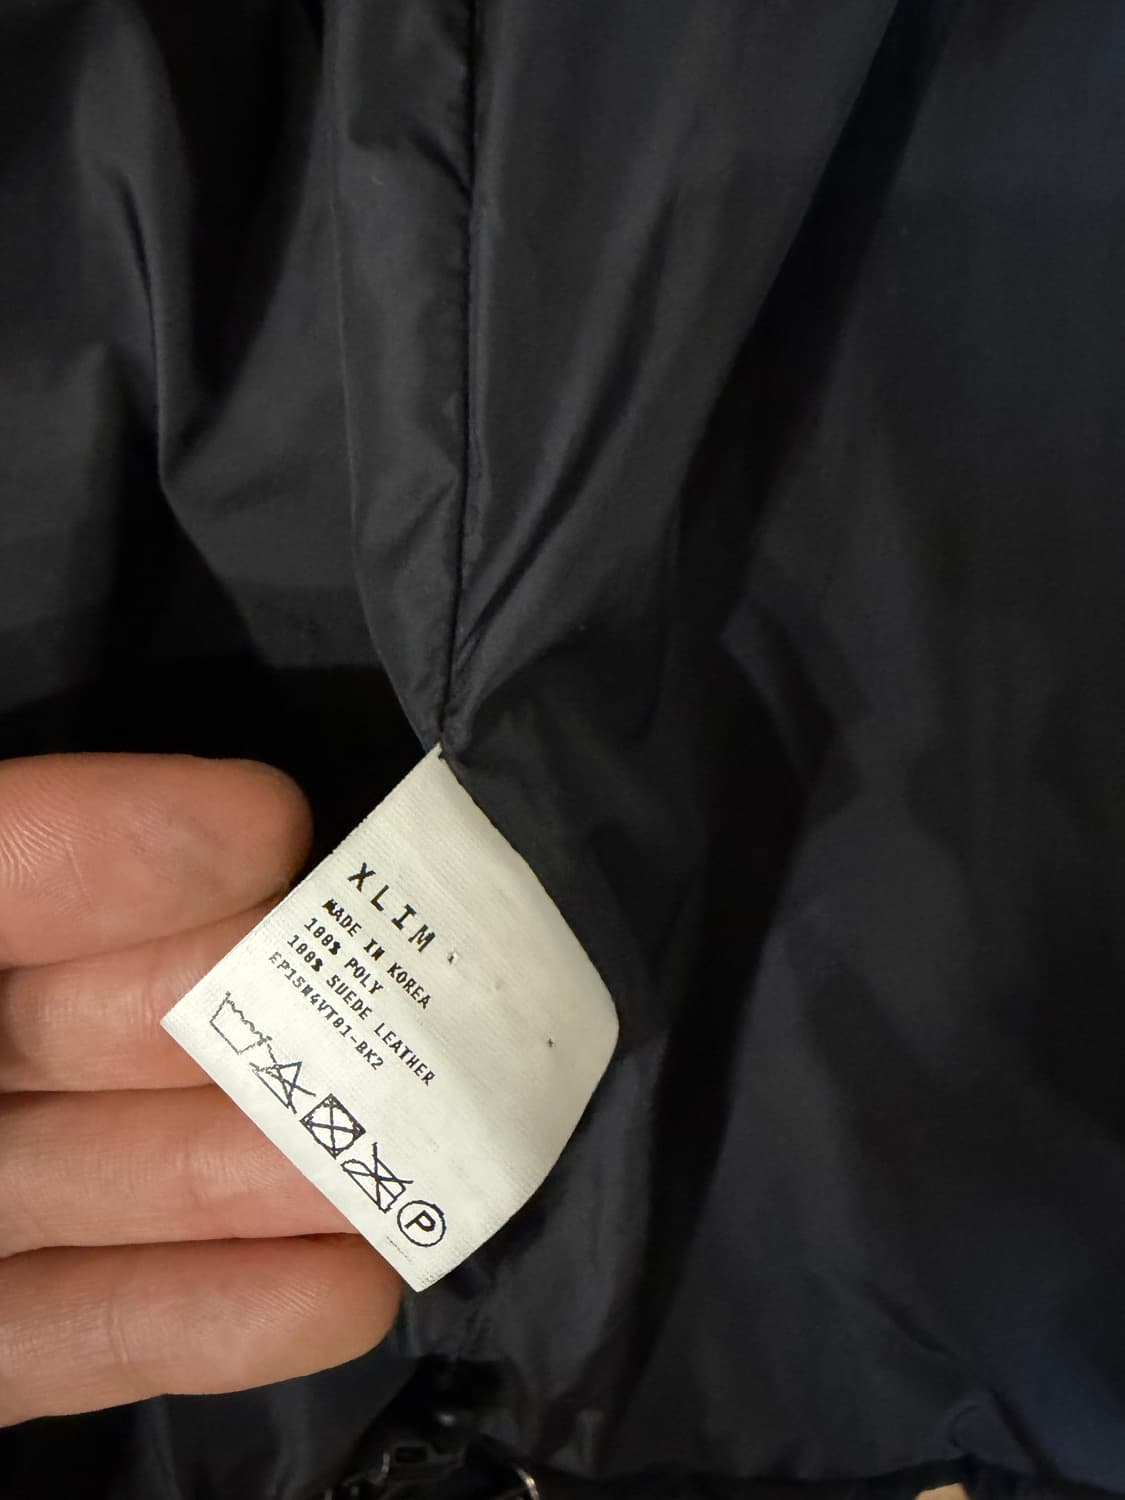 XLIM
MADE IN KOREA
100% POLY
100% SUEDE LEATHER
EP15W4VT01-BK2
P